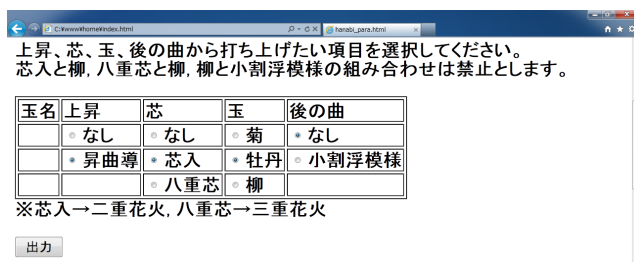 C:¥www¥home¥index.html
hanabi_para.html
上昇、芯、玉、後の曲から打ち上げたい項目を選択してください。
芯入と柳, 八重芯と柳, 柳と小割浮模様の組み合わせは禁止とします。
玉名 上昇 芯 玉 後の曲
なし なし 菊 なし
昇曲導 芯入 牡丹 小割浮模様
八重芯 柳
※芯入→二重花火, 八重芯→三重花火
出力